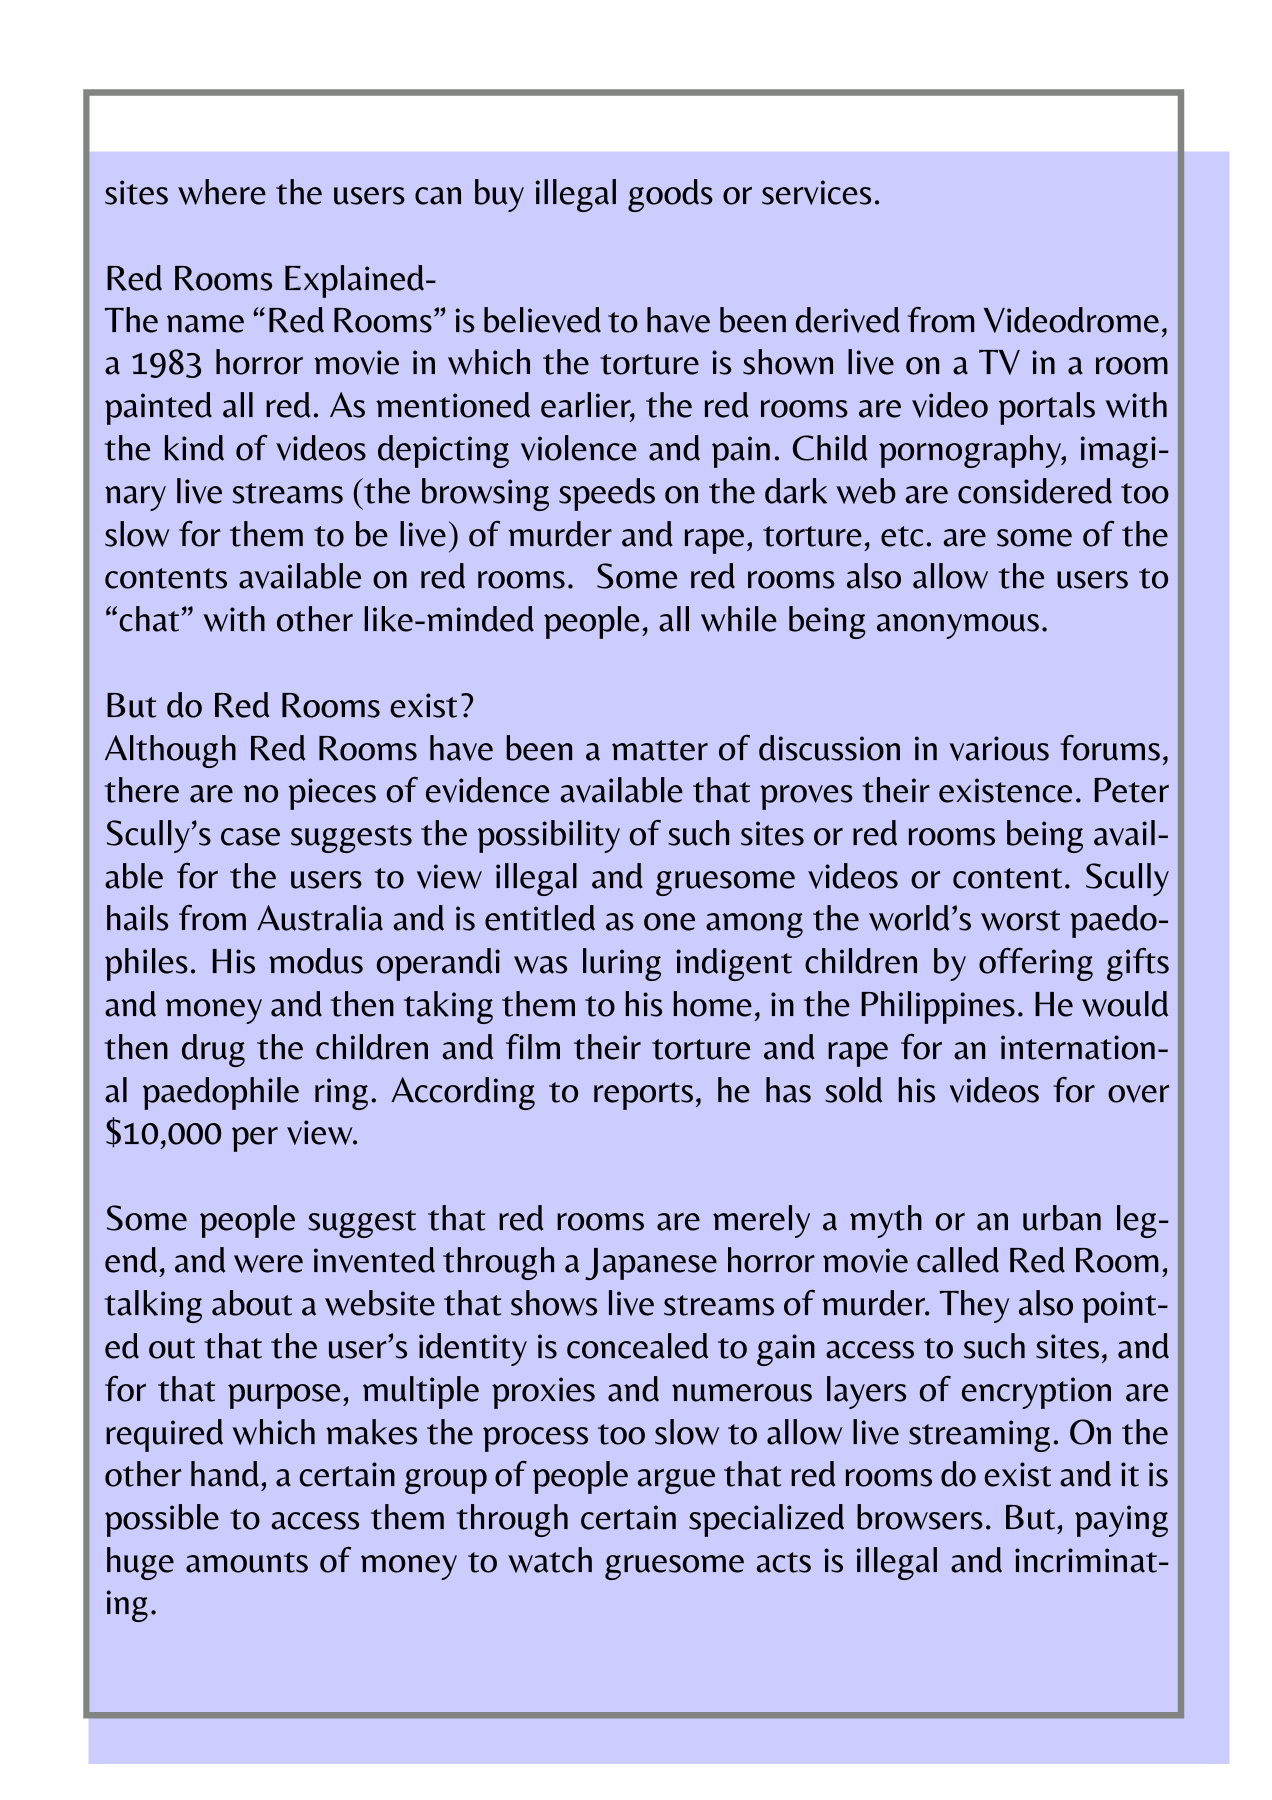 sites where the users can buy illegal goods or services.
Red Rooms Explained-
The name “Red Rooms” is believed to have been derived from Videodrome,
a 1983 horror movie in which the torture is shown live on a TV in a room
painted all red. As mentioned earlier, the red rooms are video portals with
the kind of videos depicting violence and pain. Child pornography, imagi-
nary live streams (the browsing speeds on the dark web are considered too
slow for them to be live) of murder and rape, torture, etc. are some of the
contents available on red rooms.  Some red rooms also allow the users to
“chat” with other like-minded people, all while being anonymous.
But do Red Rooms exist?
Although Red Rooms have been a matter of discussion in various forums,
there are no pieces of evidence available that proves their existence. Peter
Scully’s case suggests the possibility of such sites or red rooms being avail-
able for the users to view illegal and gruesome videos or content. Scully
hails from Australia and is entitled as one among the world’s worst paedo-
philes. His modus operandi was luring indigent children by offering gifts
and money and then taking them to his home, in the Philippines. He would
then drug the children and film their torture and rape for an internation-
al paedophile ring. According to reports, he has sold his videos for over
$10,000 per view.
Some people suggest that red rooms are merely a myth or an urban leg-
end, and were invented through a Japanese horror movie called Red Room,
talking about a website that shows live streams of murder. They also point-
ed out that the user’s identity is concealed to gain access to such sites, and
for that purpose, multiple proxies and numerous layers of encryption are
required which makes the process too slow to allow live streaming. On the
other hand, a certain group of people argue that red rooms do exist and it is
possible to access them through certain specialized browsers. But, paying
huge amounts of money to watch gruesome acts is illegal and incriminat-
ing.